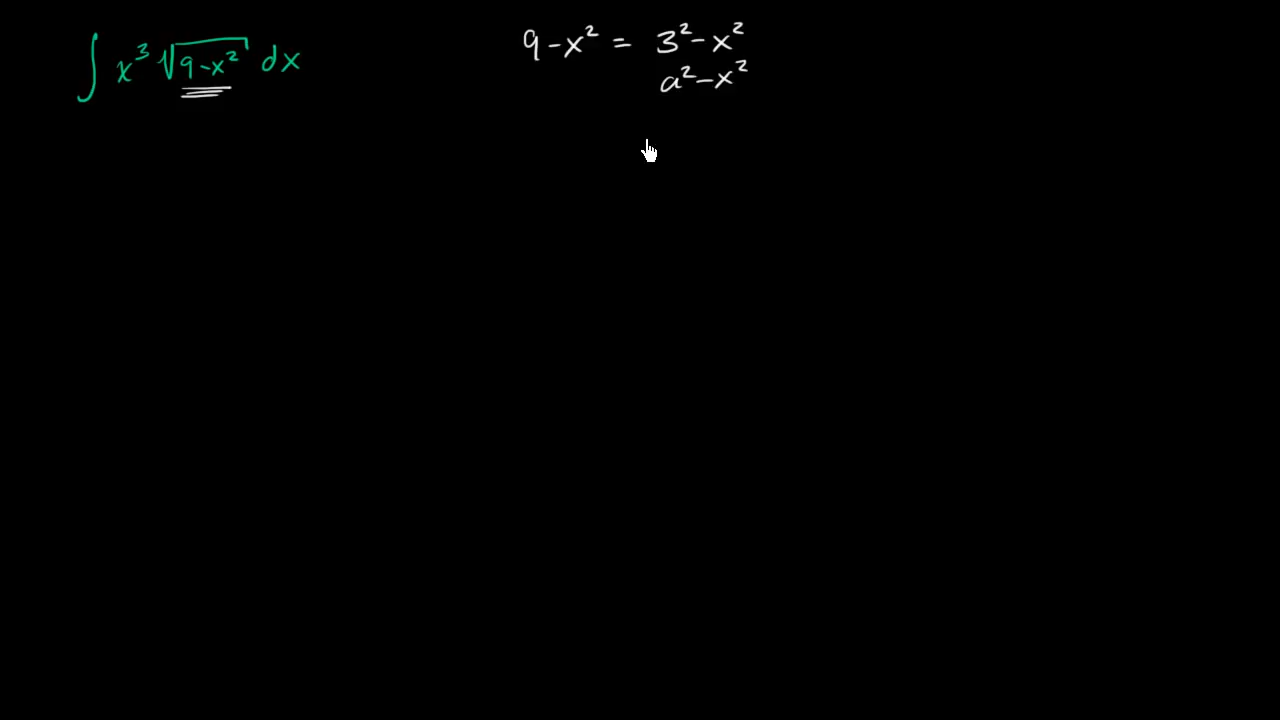 ∫ x³ √(9-x²) dx
9-x² = 3²-x²
a²-x²